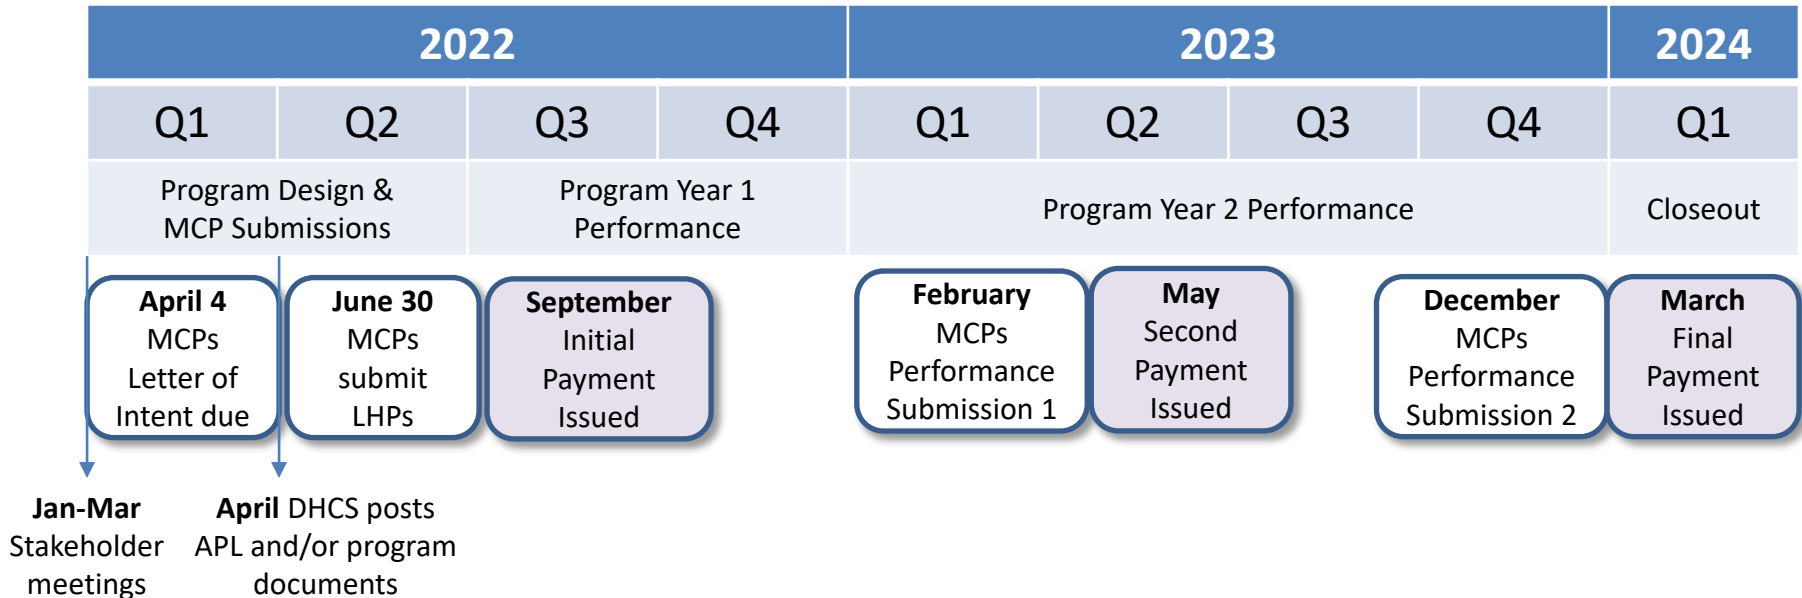 2022 2023 2024
Q1 Q2 Q3 Q4 Q1 Q2 Q3 Q4 Q1
Program Design &
MCP Submissions
Program Year 1
Performance
Program Year 2 Performance
Closeout
April 4
MCPs
Letter of
Intent due
June 30
MCPs
submit
LHPs
September
Initial
Payment
Issued
February
MCPs
Performance
Submission 1
May
Second
Payment
Issued
December
MCPs
Performance
Submission 2
March
Final
Payment
Issued
Jan-Mar
Stakeholder
meetings
April DHCS posts
APL and/or program
documents